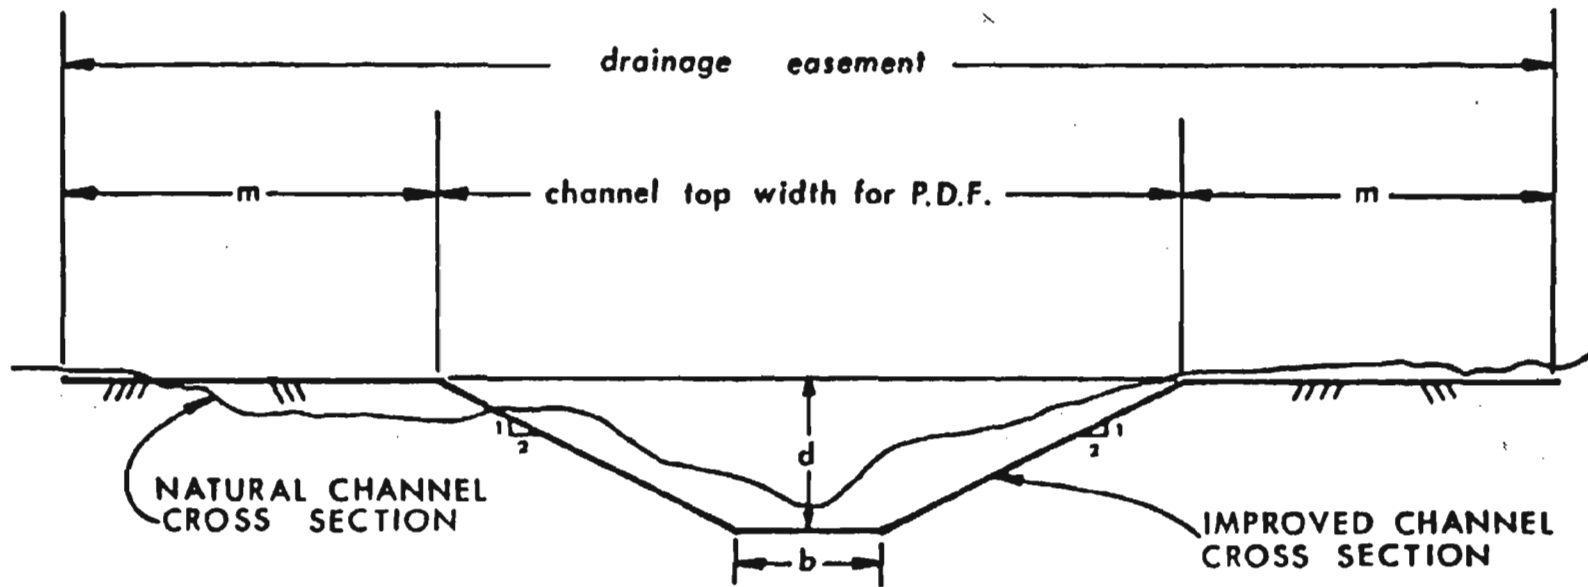 drainage easement
m channel top width for P.D.F. m
1 2
d
1 2
NATURAL CHANNEL
CROSS SECTION
b
IMPROVED CHANNEL
CROSS SECTION